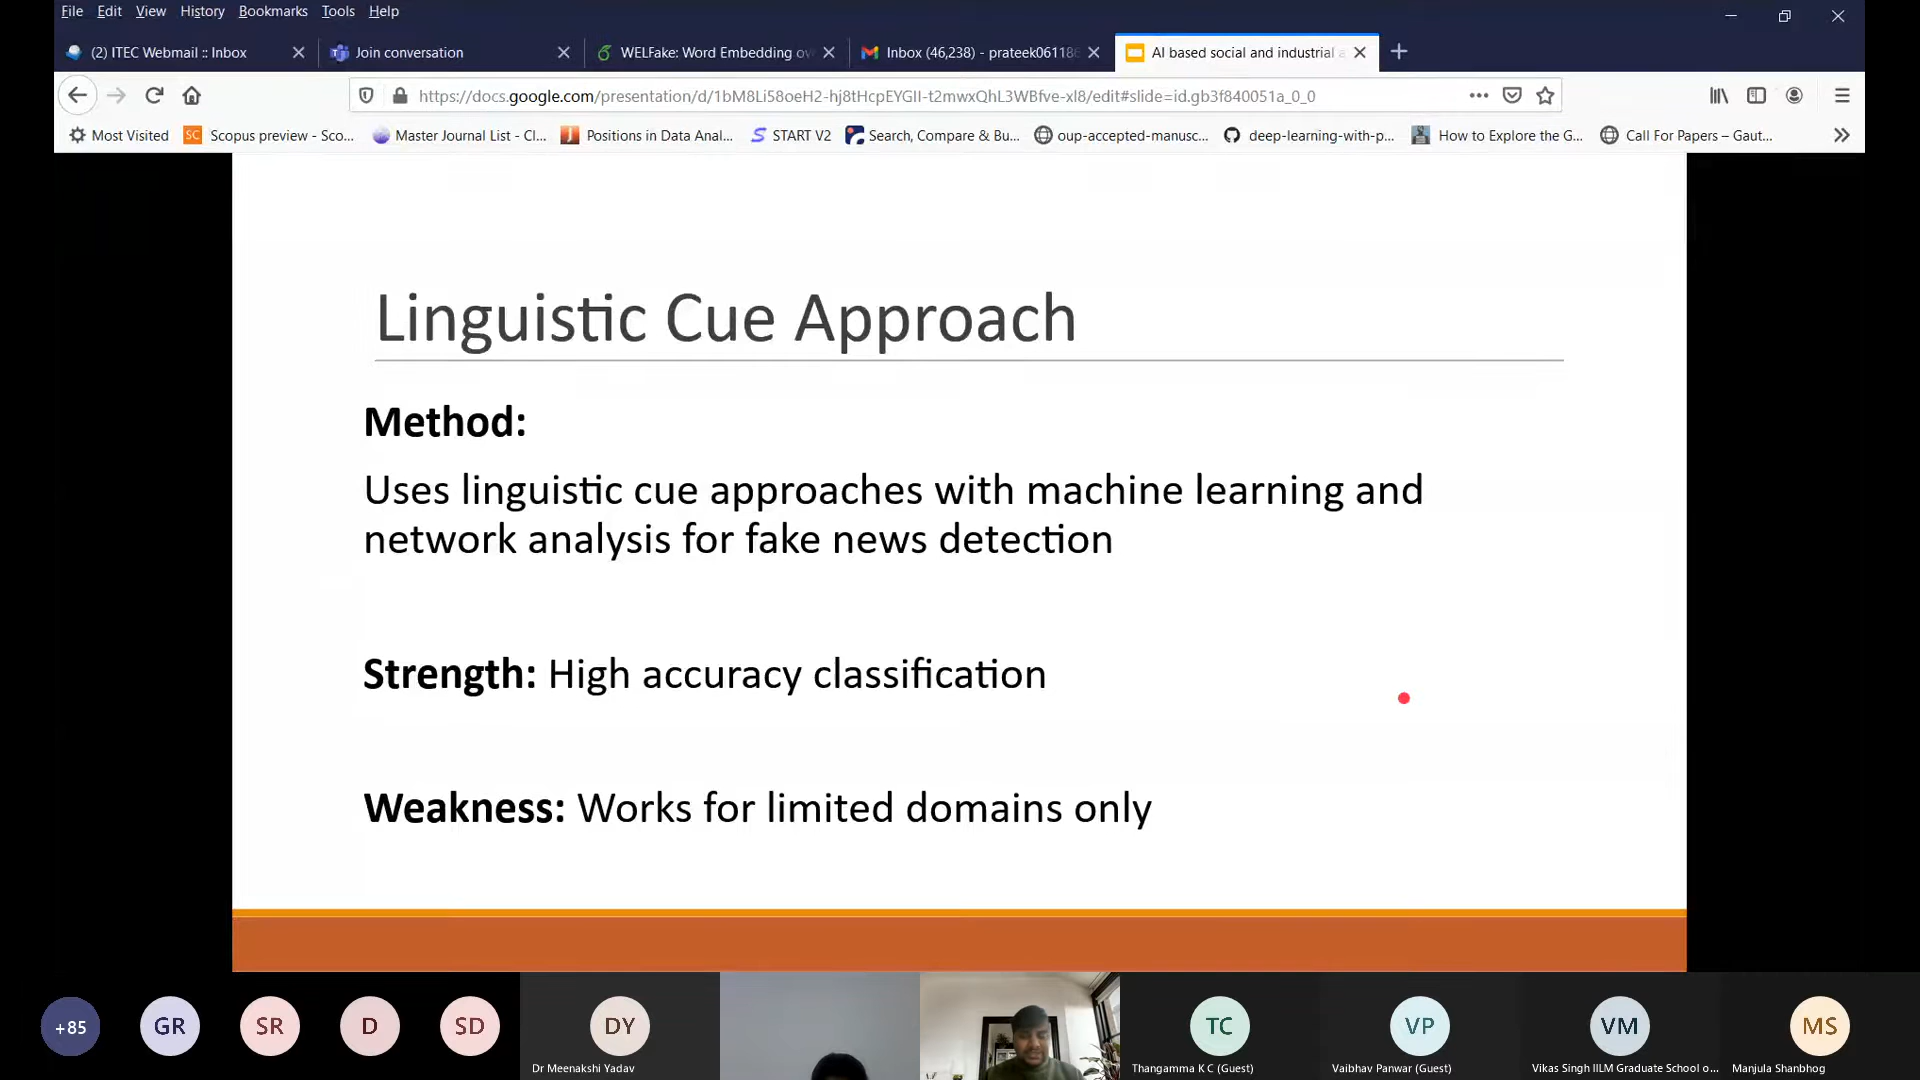 File Edit View History Bookmarks Tools Help
(2) ITEC Webmail :: Inbox
Join conversation
WELFake: Word Embedding ov
Inbox (46,238) - prateek06118
AI based social and industrial
https://docs.google.com/presentation/d/1bM8Li58oeH2-hj8tHcpEYGII-t2mwxQhL3WBfve-xl8/edit#slide=id.gb3f840051a_0_0
Most Visited
SC Scopus preview - Sco...
Master Journal List - Cl...
Positions in Data Anal...
START V2
Search, Compare & Bu...
oup-accepted-manusc...
deep-learning-with-p...
How to Explore the G...
Call For Papers – Gaut...
Linguistic Cue Approach
Method:
Uses linguistic cue approaches with machine learning and
network analysis for fake news detection
Strength: High accuracy classification
Weakness: Works for limited domains only
+85
GR
SR
D
SD
DY
TC
VP
VM
MS
Dr Meenakshi Yadav
Thangamma K C (Guest)
Vaibhav Panwar (Guest)
Vikas Singh IILM Graduate School o...
Manjula Shanbhog